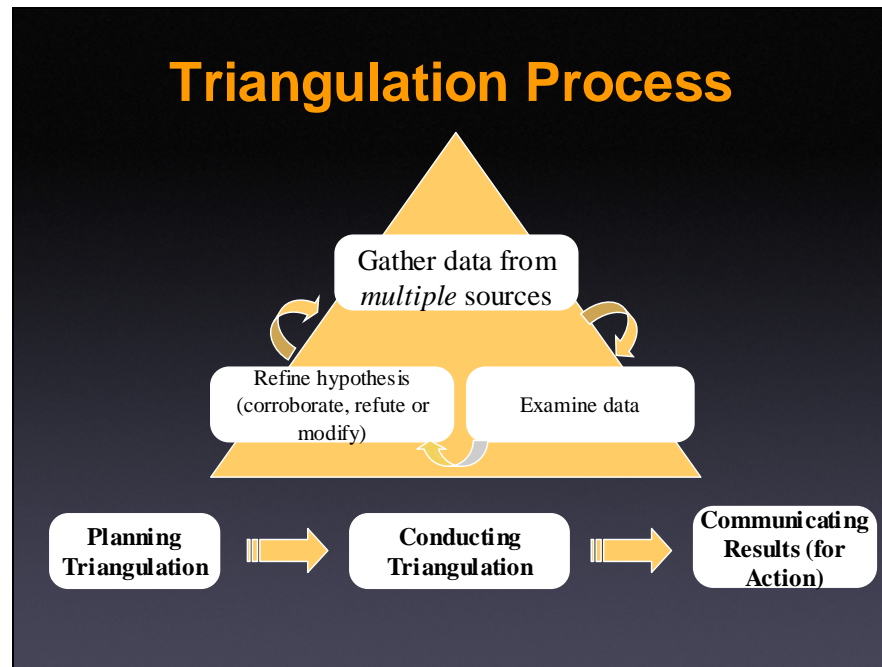 Triangulation Process
Gather data from
multiple sources
Refine hypothesis
(corroborate, refute or
modify)
Examine data
Planning
Triangulation
Conducting
Triangulation
Communicating
Results (for
Action)